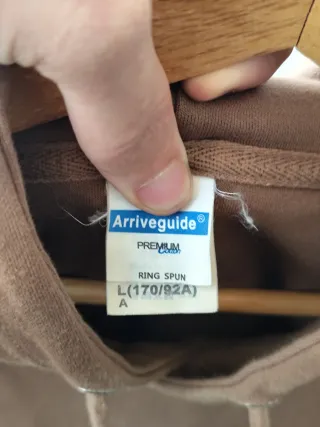 Arriveguide®
PREMIUM
RING SPUN
L(170/92A)
A